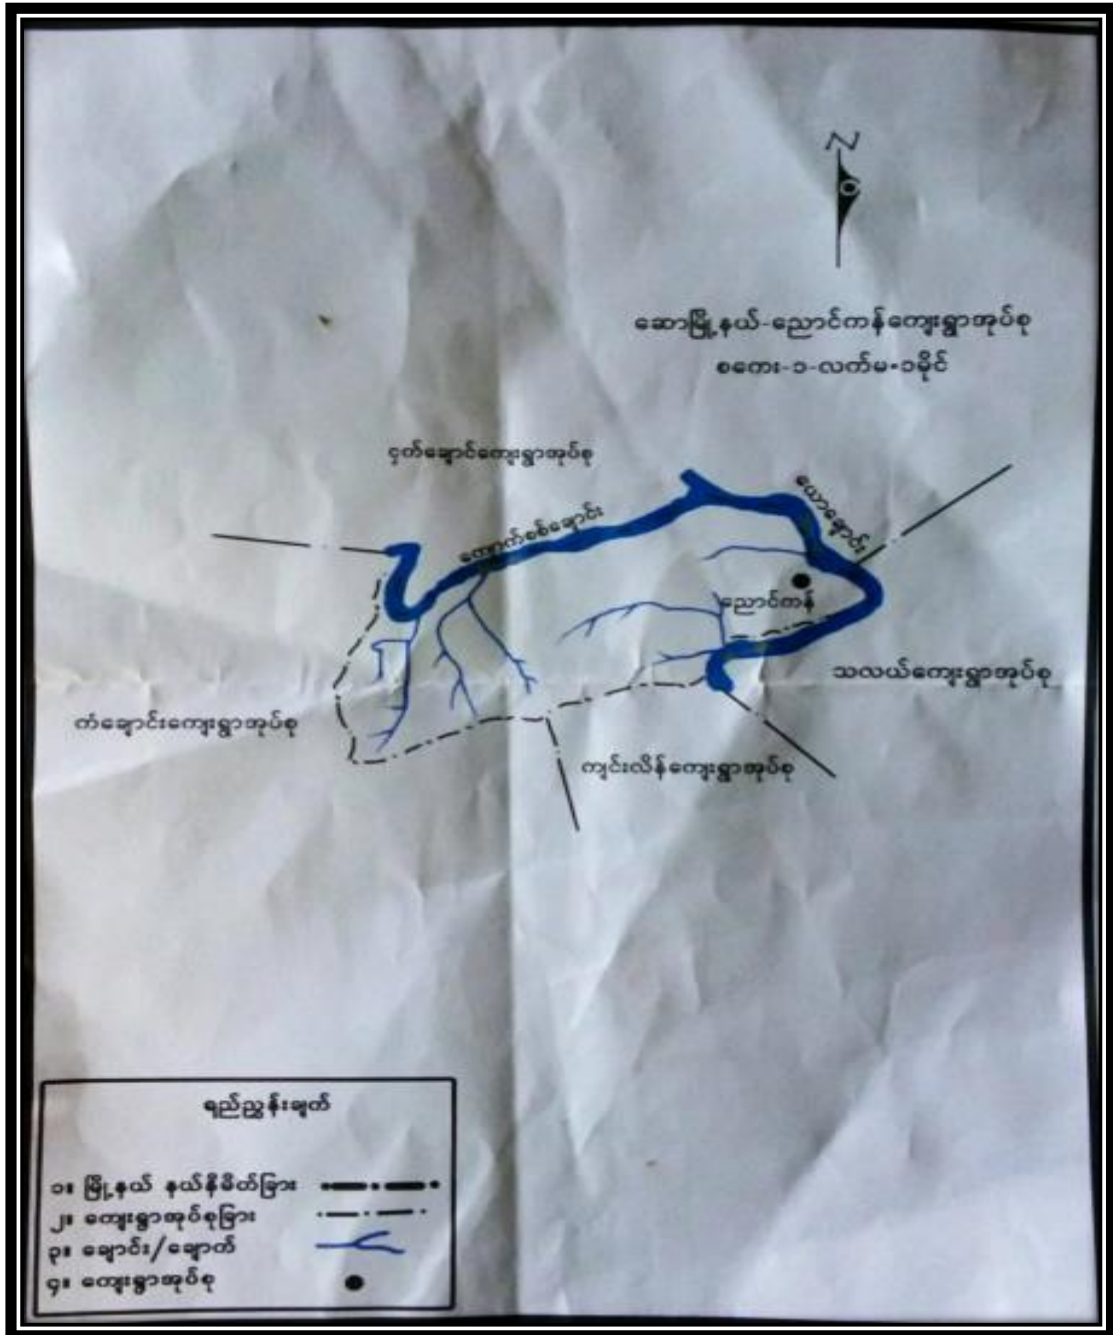 N
ဆောမြို့နယ်-ညောင်ကန်ကျေးရွာအုပ်စု
စကေး-၁-လက်မ=၁မိုင်
ငှက်ချောင်ကျေးရွာအုပ်စု
ယောချောင်း
ကျောက်စစ်ချောင်း
ညောင်ကန်
သလယ်ကျေးရွာအုပ်စု
ကံချောင်းကျေးရွာအုပ်စု
ကျင်းလိန်ကျေးရွာအုပ်စု
ရည်ညွှန်းချက်
၁။ မြို့နယ် နယ်နိမိတ်ခြား
၂။ ကျေးရွာအုပ်စုခြား
၃။ ချောင်း/ချောက်
၄။ ကျေးရွာအုပ်စု